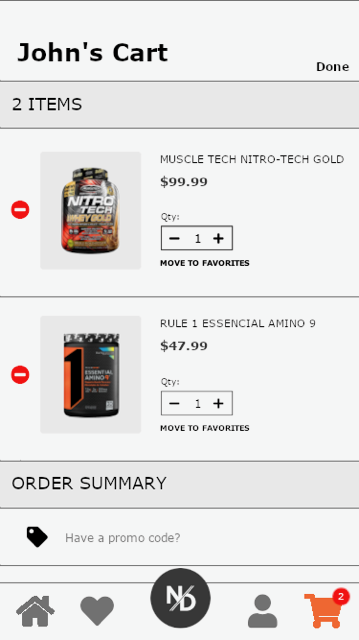 John's Cart
Done
2 ITEMS
MUSCLE TECH NITRO-TECH GOLD
$99.99
Qty:
1
MOVE TO FAVORITES
NITRO
TECH
WHEY GOLD
RULE 1 ESSENCIAL AMINO 9
$47.99
Qty:
1
MOVE TO FAVORITES
ESSENTIAL
AMINO 9
ORDER SUMMARY
Have a promo code?
N/D
2